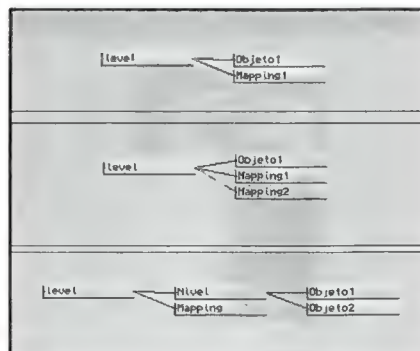 level
Objeto1
Mapping1
level
Objeto1
Mapping1
Mapping2
level
Nivel
Mapping
Objeto1
Objeto2